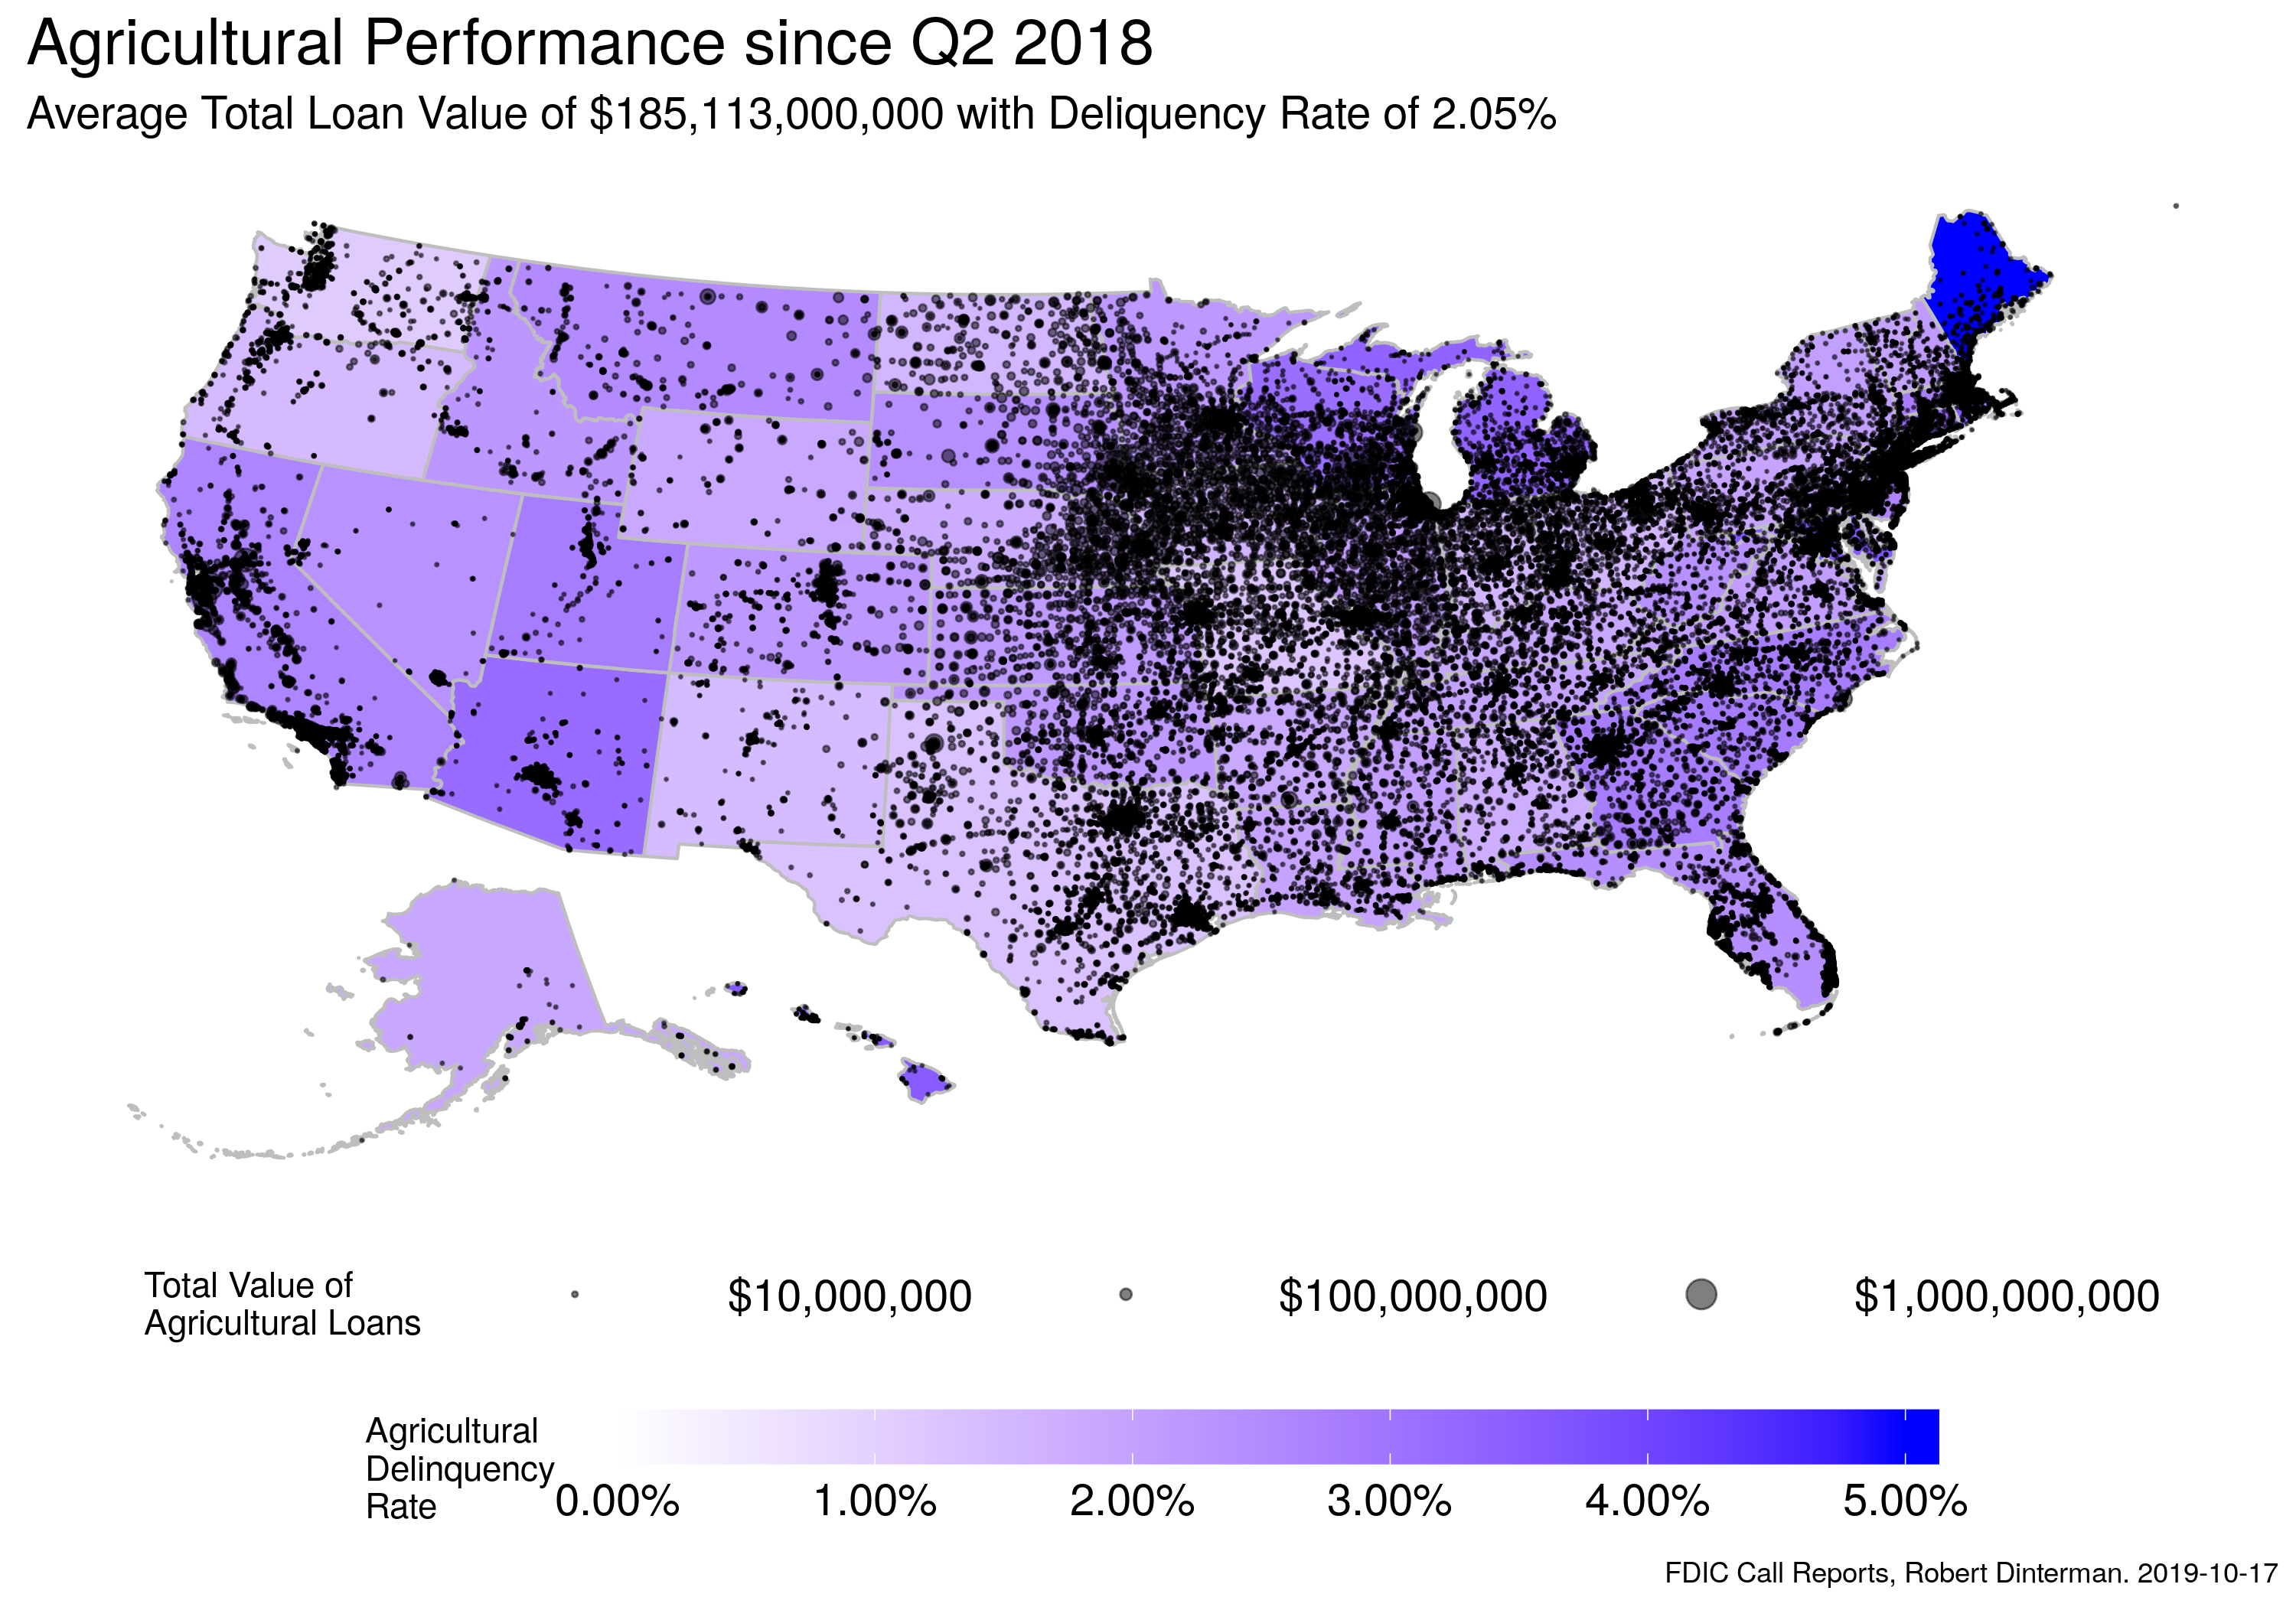 Agricultural Performance since Q2 2018
Average Total Loan Value of $185,113,000,000 with Deliquency Rate of 2.05%
Total Value of
Agricultural Loans
$10,000,000
$100,000,000
$1,000,000,000
Agricultural
Delinquency
Rate
0.00%
1.00%
2.00%
3.00%
4.00%
5.00%
FDIC Call Reports, Robert Dinterman. 2019-10-17